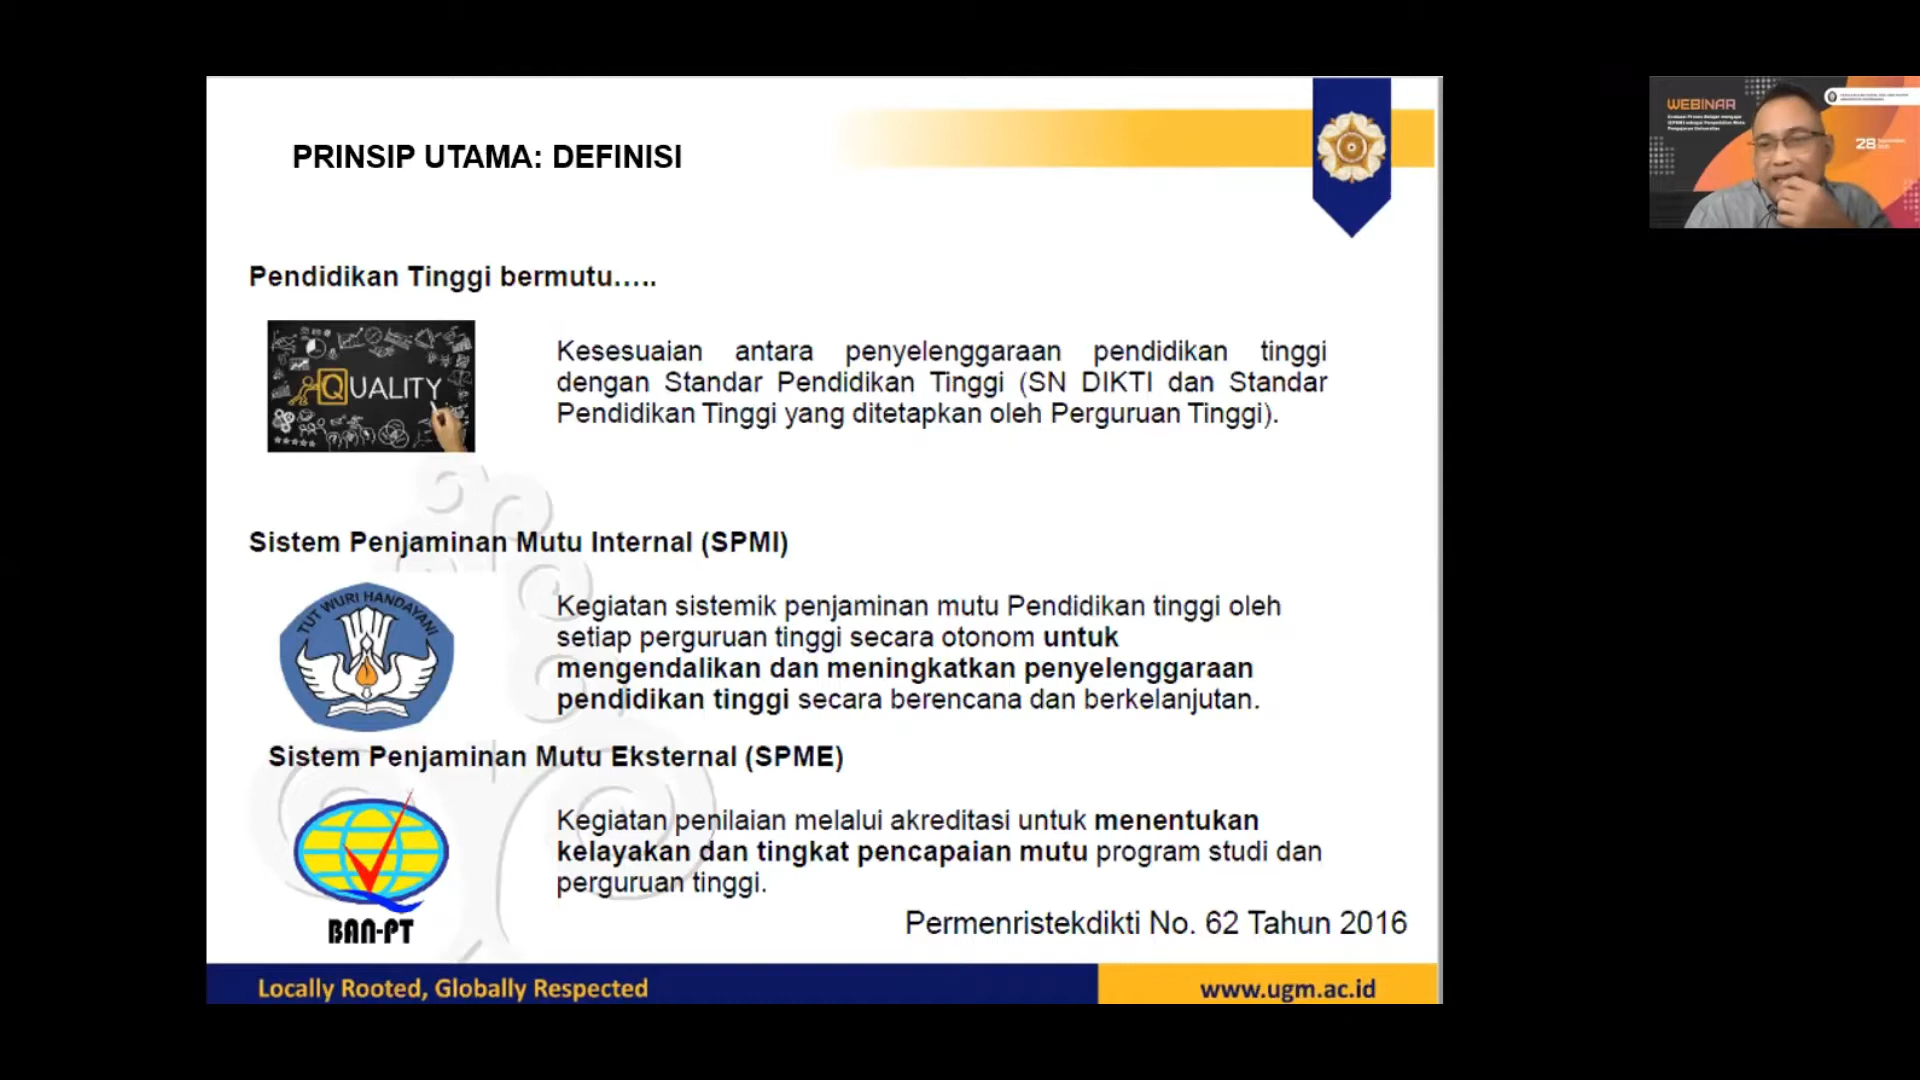 PRINSIP UTAMA: DEFINISI
Pendidikan Tinggi bermutu.....
QUALITY
Kesesuaian antara penyelenggaraan pendidikan tinggi
dengan Standar Pendidikan Tinggi (SN DIKTI dan Standar
Pendidikan Tinggi yang ditetapkan oleh Perguruan Tinggi).
Sistem Penjaminan Mutu Internal (SPMI)
TUT WURI HANDAYANI
Kegiatan sistemik penjaminan mutu Pendidikan tinggi oleh
setiap perguruan tinggi secara otonom untuk
mengendalikan dan meningkatkan penyelenggaraan
pendidikan tinggi secara berencana dan berkelanjutan.
Sistem Penjaminan Mutu Eksternal (SPME)
Kegiatan penilaian melalui akreditasi untuk menentukan
kelayakan dan tingkat pencapaian mutu program studi dan
perguruan tinggi.
BAN-PT
Permenristekdikti No. 62 Tahun 2016
Locally Rooted, Globally Respected
www.ugm.ac.id
WEBINAR
28